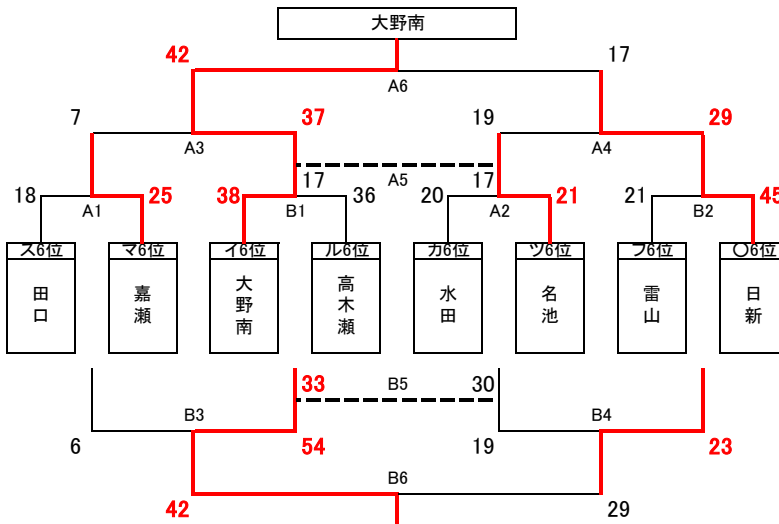 大野南
42
17
A6
7
37
19
29
A3
A4
A5
18
25
38
17
36
20
17
21
21
45
A1
B1
A2
B2
ス6位
マ6位
イ6位
ル6位
カ6位
ツ6位
フ6位
〇6位
田口
嘉瀬
大野南
高木瀬
水田
名池
雷山
日新
33
B5
30
B3
B4
6
54
19
23
B6
42
29